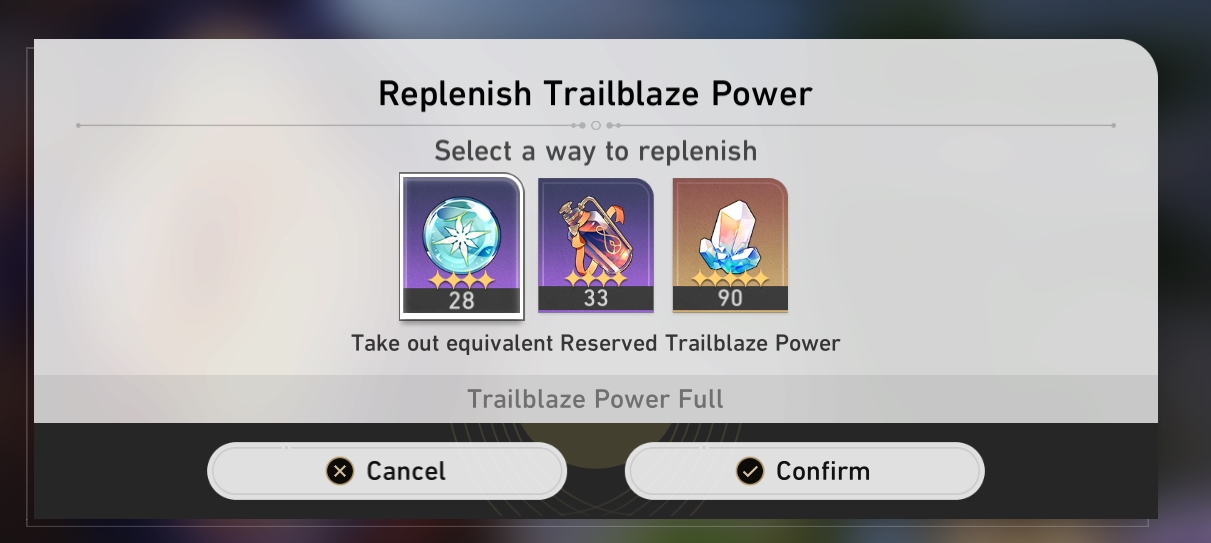 Replenish Trailblaze Power
Select a way to replenish
28
33
90
Take out equivalent Reserved Trailblaze Power
Trailblaze Power Full
Cancel
Confirm